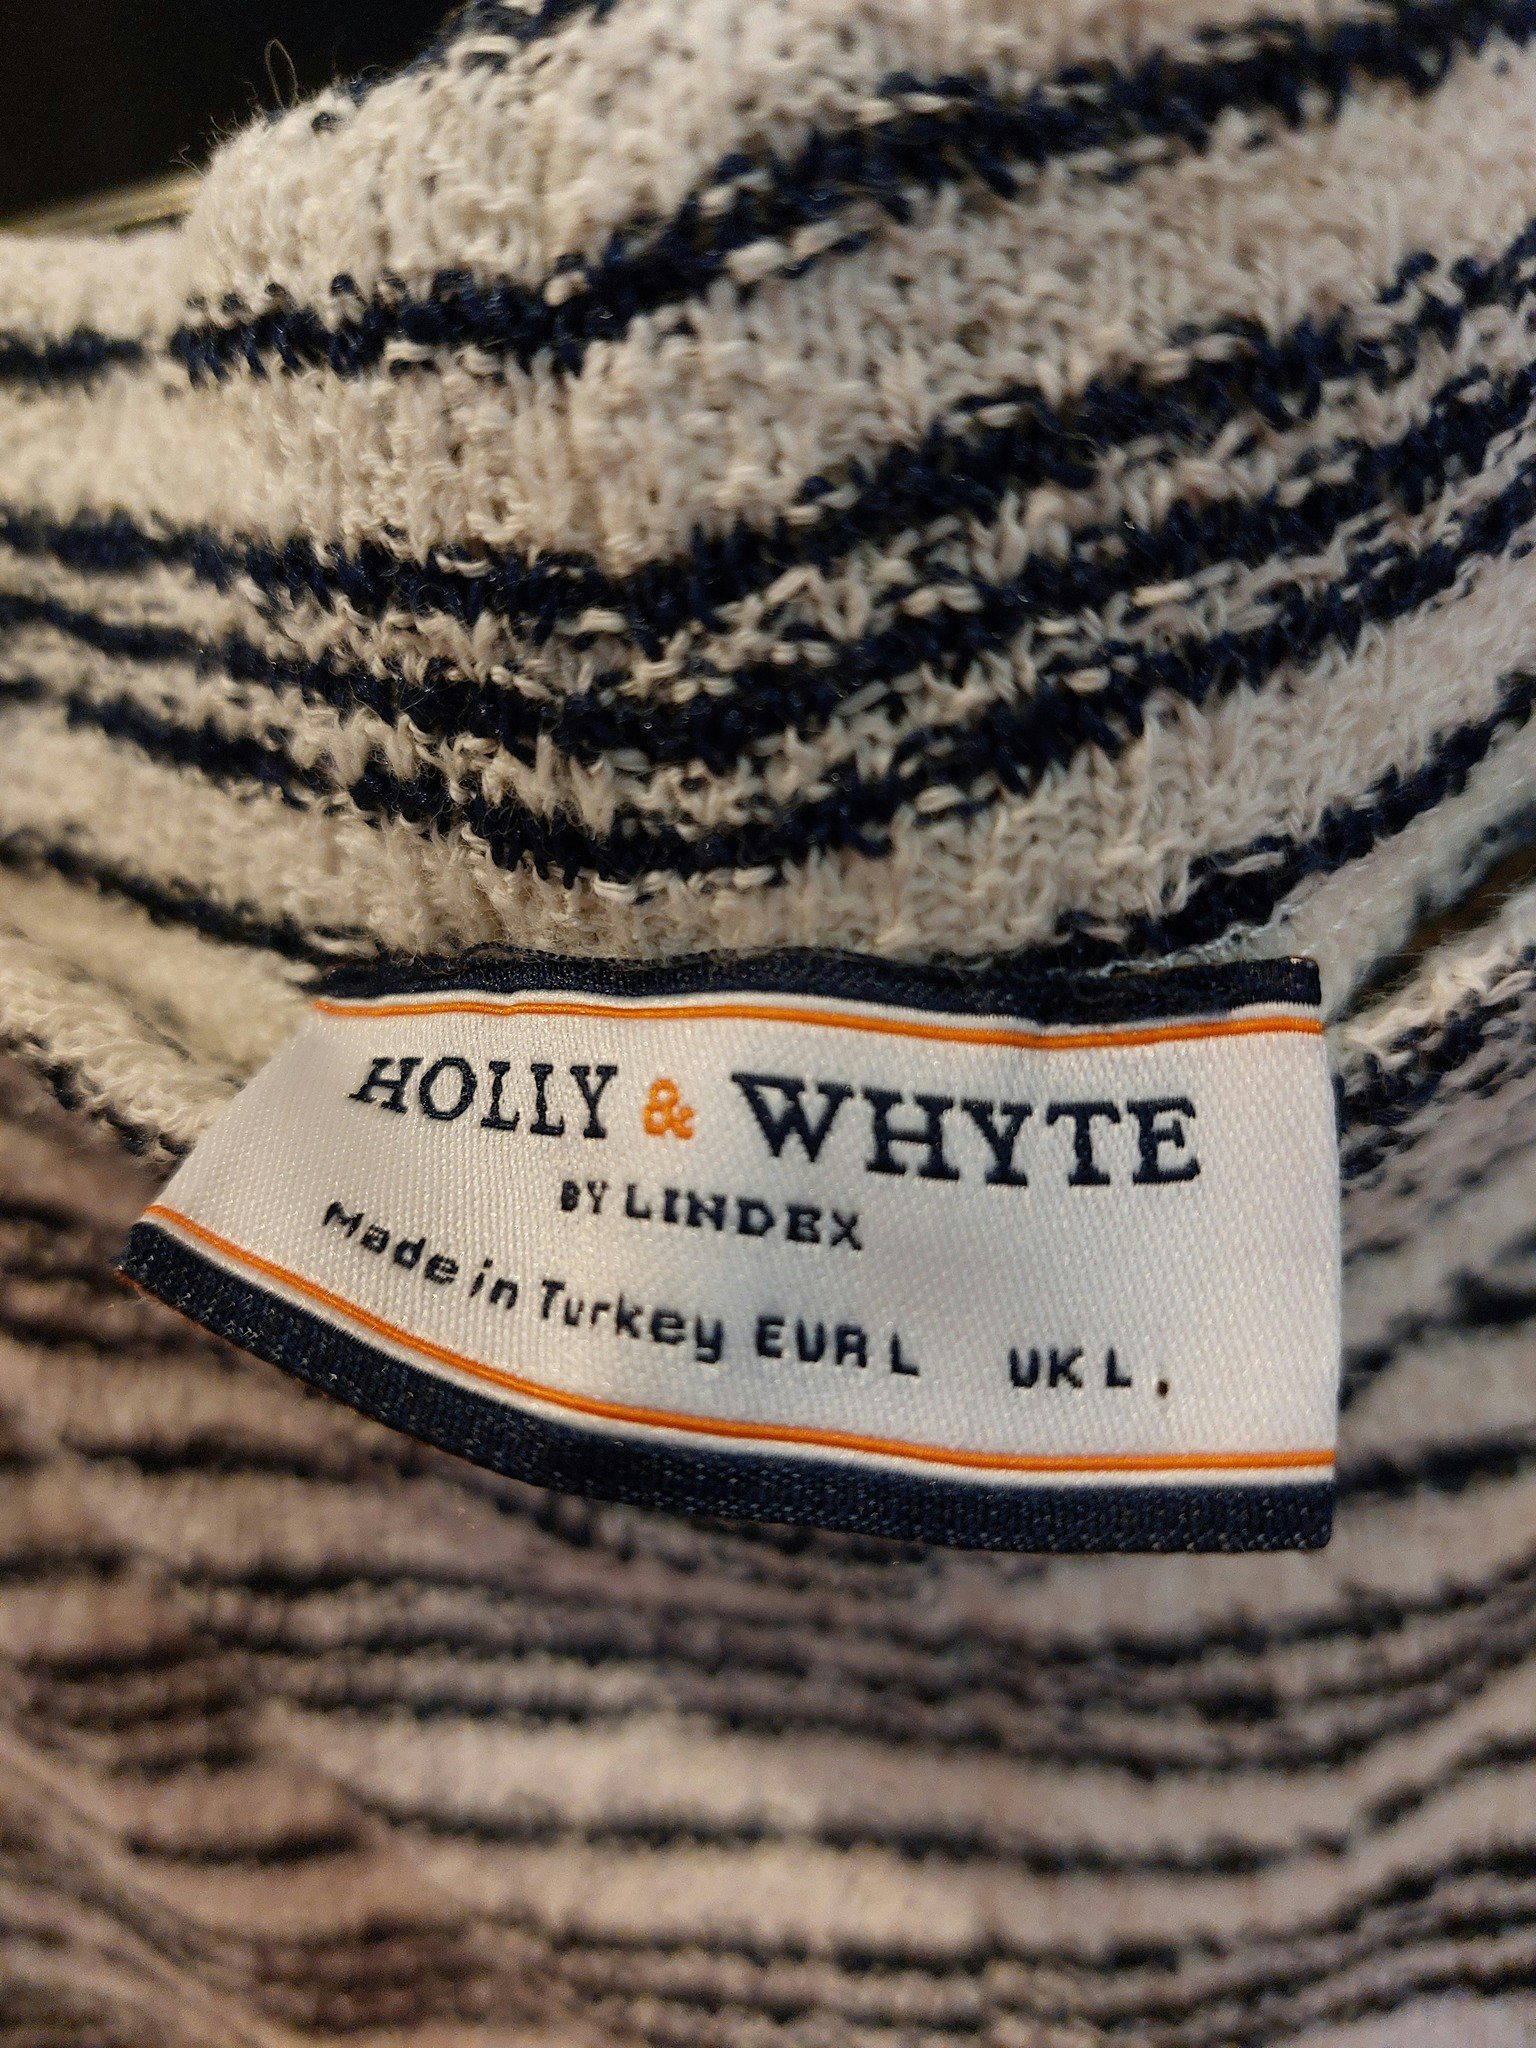 HOLLY & WHYTE
BY LINDEX
Made in Turkey EUR L UK L